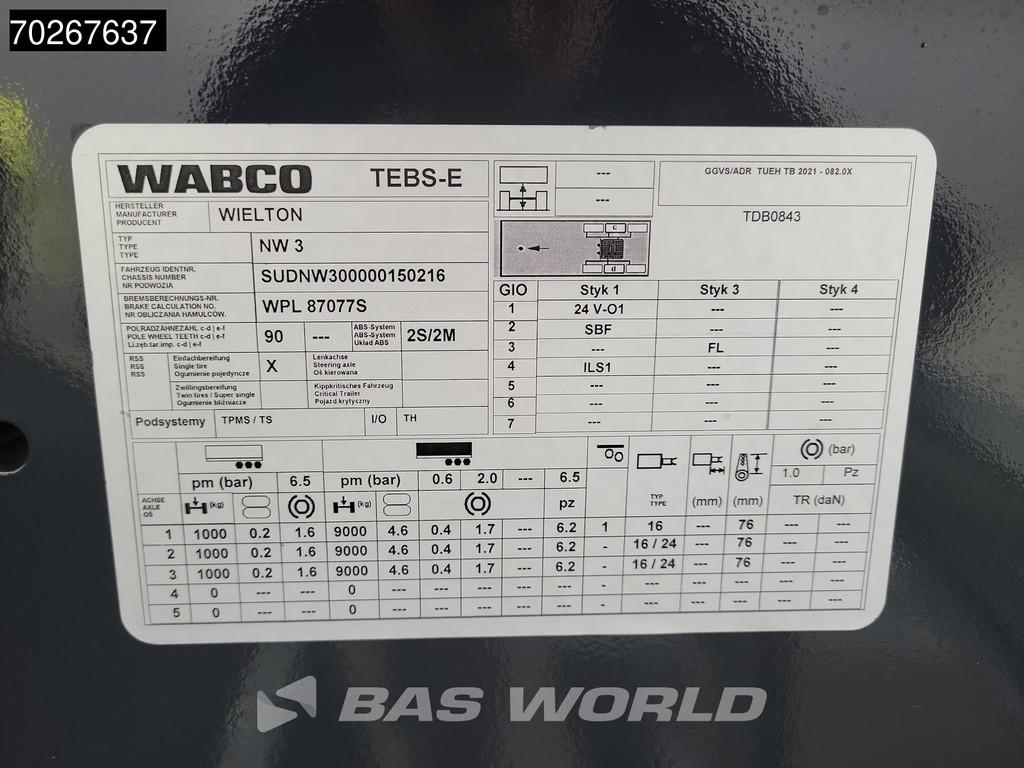 70267637
WABCO TEBS-E
HERSTELLER
MANUFACTURER
PRODUCENT
WIELTON
TYP
TYPE
TYPE
NW 3
FAHRZEUG IDENTNR.
CHASSIS NUMBER
NR PODWOZIA
SUDNW300000150216
BREMSBERECHNUNGS-NR.
BRAKE CALCULATION NO.
NR OBLICZANIA HAMULCÓW.
WPL 87077S
POLRADZÄHNEZAHL c-d | e-f
POLE WHEEL TEETH c-d | e-f
Li.zęb.tar.imp. c-d | e-f
90 ---
ABS-System
ABS-System
Układ ABS
2S/2M
RSS
RSS
RSS
Einfachbereifung
Single tire
Ogumienie pojedyncze
X
Lenkachse
Steering axle
Oś kierowana
Zwillingsbereifung
Twin tires / Super single
Ogumienie bliźniacze
Kippkritisches Fahrzeug
Critical Trailer
Pojazd krytyczny
Podsystemy TPMS / TS I/O TH
---
---
GGVS/ADR TUEH TB 2021 - 082.0X
TDB0843
c
d
GIO Styk 1 Styk 3 Styk 4
1 24 V-O1 --- ---
2 SBF --- ---
3 --- FL ---
4 ILS1 --- ---
5 --- --- ---
6 --- --- ---
7 --- --- ---
pm (bar) 6.5 pm (bar) 0.6 2.0 --- 6.5
(bar)
1.0 Pz
ACHSE
AXLE
OŚ
(kg) (kg) pz
TYP
TYPE
(mm) (mm) TR (daN)
1 1000 0.2 1.6 9000 4.6 0.4 1.7 --- 6.2 1 16 --- 76 --- ---
2 1000 0.2 1.6 9000 4.6 0.4 1.7 --- 6.2 - 16 / 24 --- 76 --- ---
3 1000 0.2 1.6 9000 4.6 0.4 1.7 --- 6.2 - 16 / 24 --- 76 --- ---
4 0 --- --- 0 --- --- --- --- --- - --- --- --- --- ---
5 0 --- --- 0 --- --- --- --- --- - --- --- --- --- ---
BAS WORLD